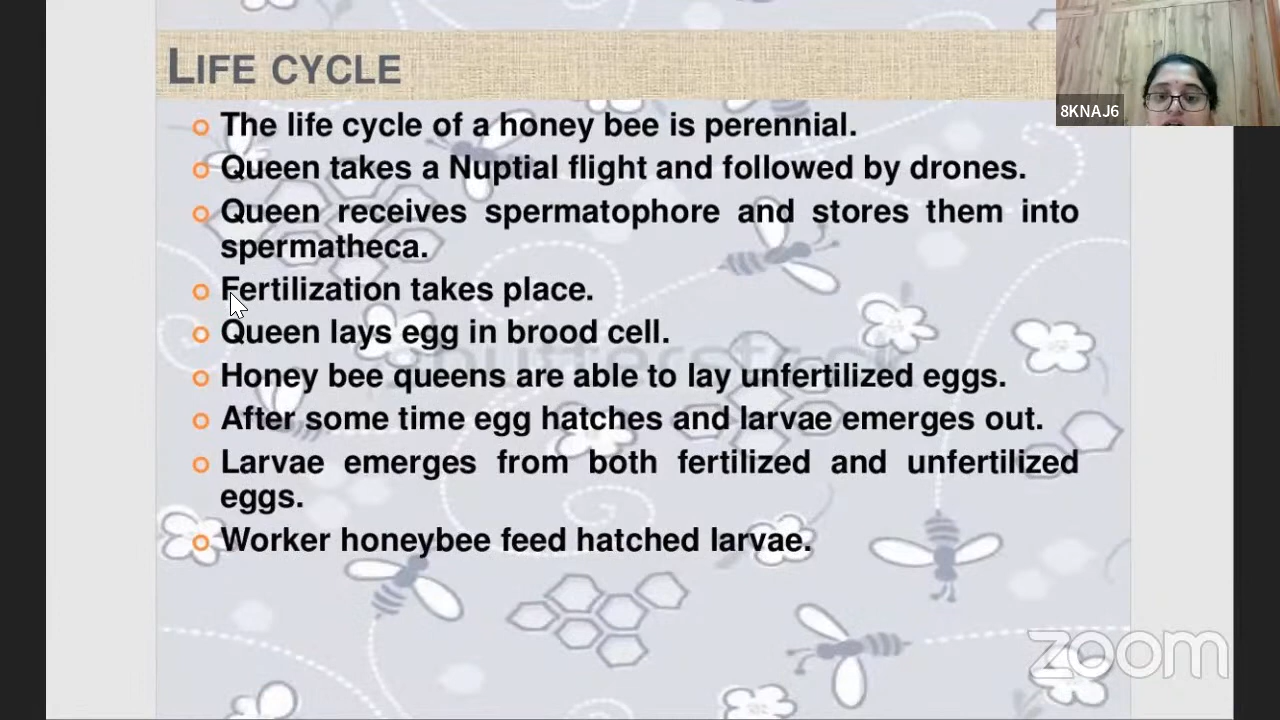 LIFE CYCLE
8KNAJ6
The life cycle of a honey bee is perennial.
Queen takes a Nuptial flight and followed by drones.
Queen receives spermatophore and stores them into
spermatheca.
Fertilization takes place.
Queen lays egg in brood cell.
Honey bee queens are able to lay unfertilized eggs.
After some time egg hatches and larvae emerges out.
Larvae emerges from both fertilized and unfertilized
eggs.
Worker honeybee feed hatched larvae.
zoom